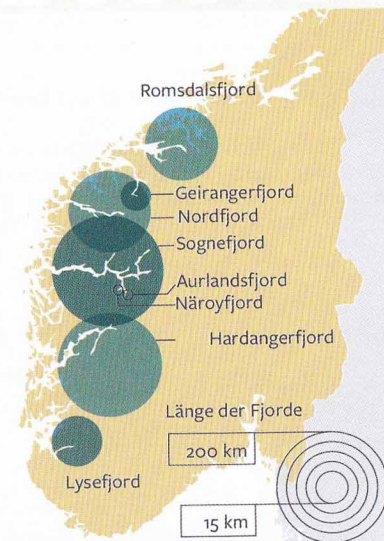 Romsdalsfjord
Geirangerfjord
Nordfjord
Sognefjord
Aurlandsfjord
Näroyfjord
Hardangerfjord
Länge der Fjorde
200 km
Lysefjord
15 km